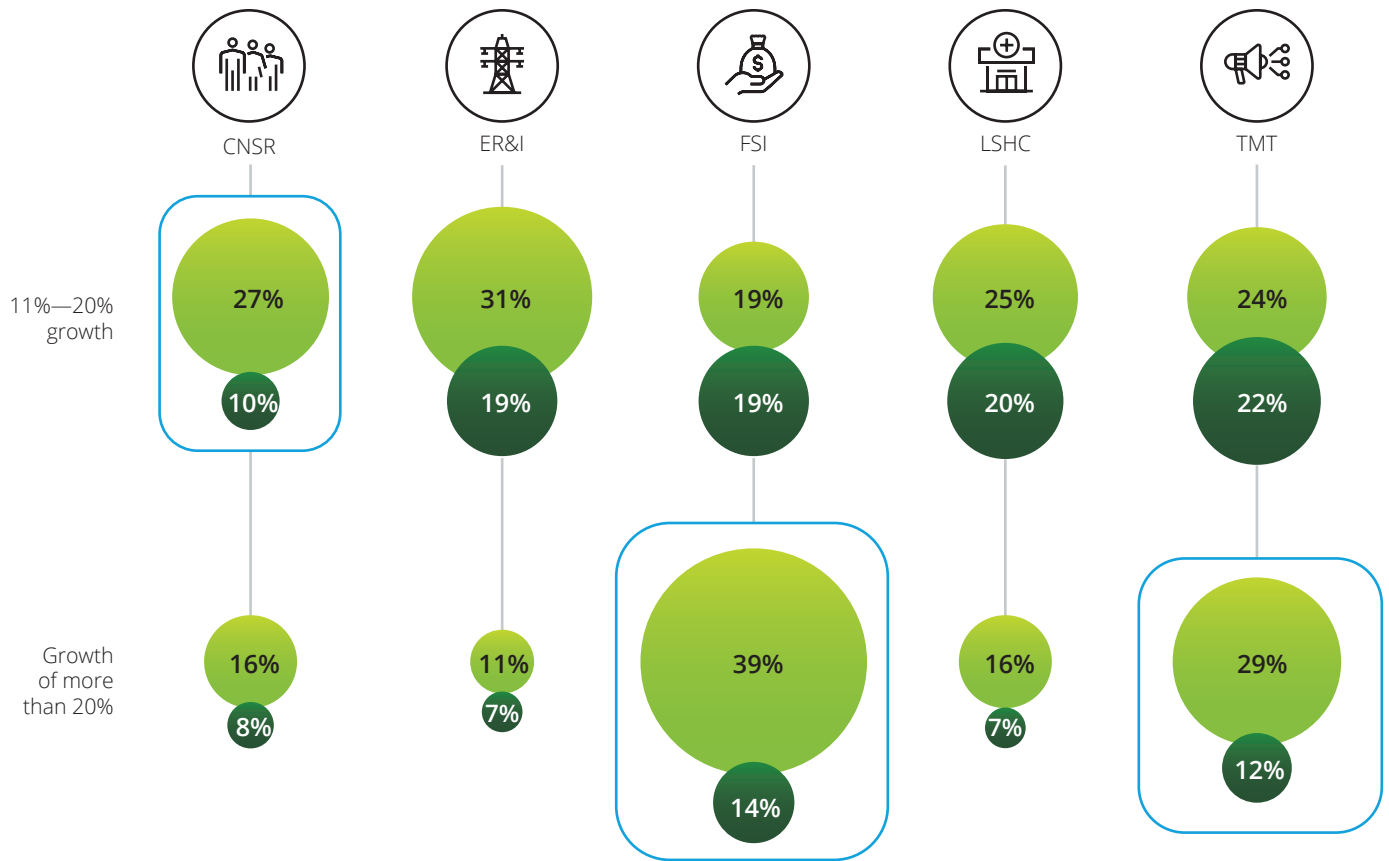 $
CNSR
ER&I
FSI
LSHC
TMT
11%—20%
growth
27%
31%
19%
25%
24%
10%
19%
19%
20%
22%
Growth
of more
than 20%
16%
11%
39%
16%
29%
8%
7%
14%
7%
12%